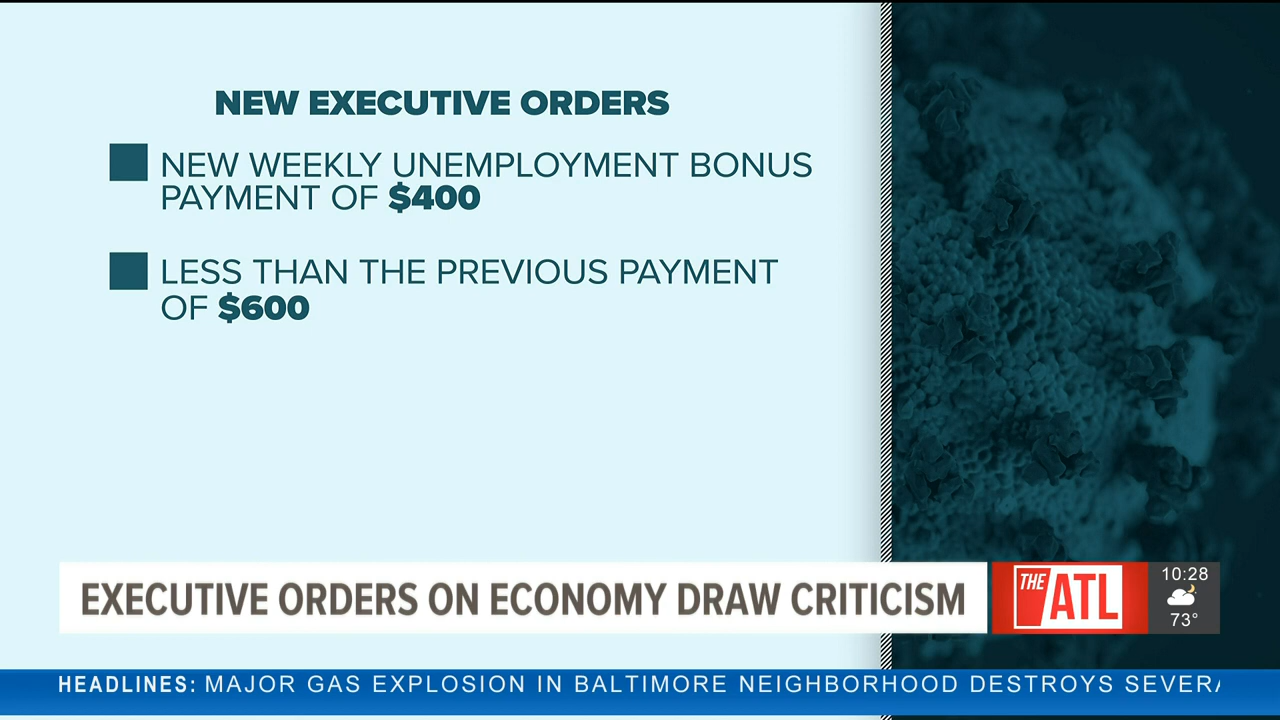 NEW EXECUTIVE ORDERS
NEW WEEKLY UNEMPLOYMENT BONUS
PAYMENT OF $400
LESS THAN THE PREVIOUS PAYMENT
OF $600
EXECUTIVE ORDERS ON ECONOMY DRAW CRITICISM
THE ATL
10:28
73°
HEADLINES: MAJOR GAS EXPLOSION IN BALTIMORE NEIGHBORHOOD DESTROYS